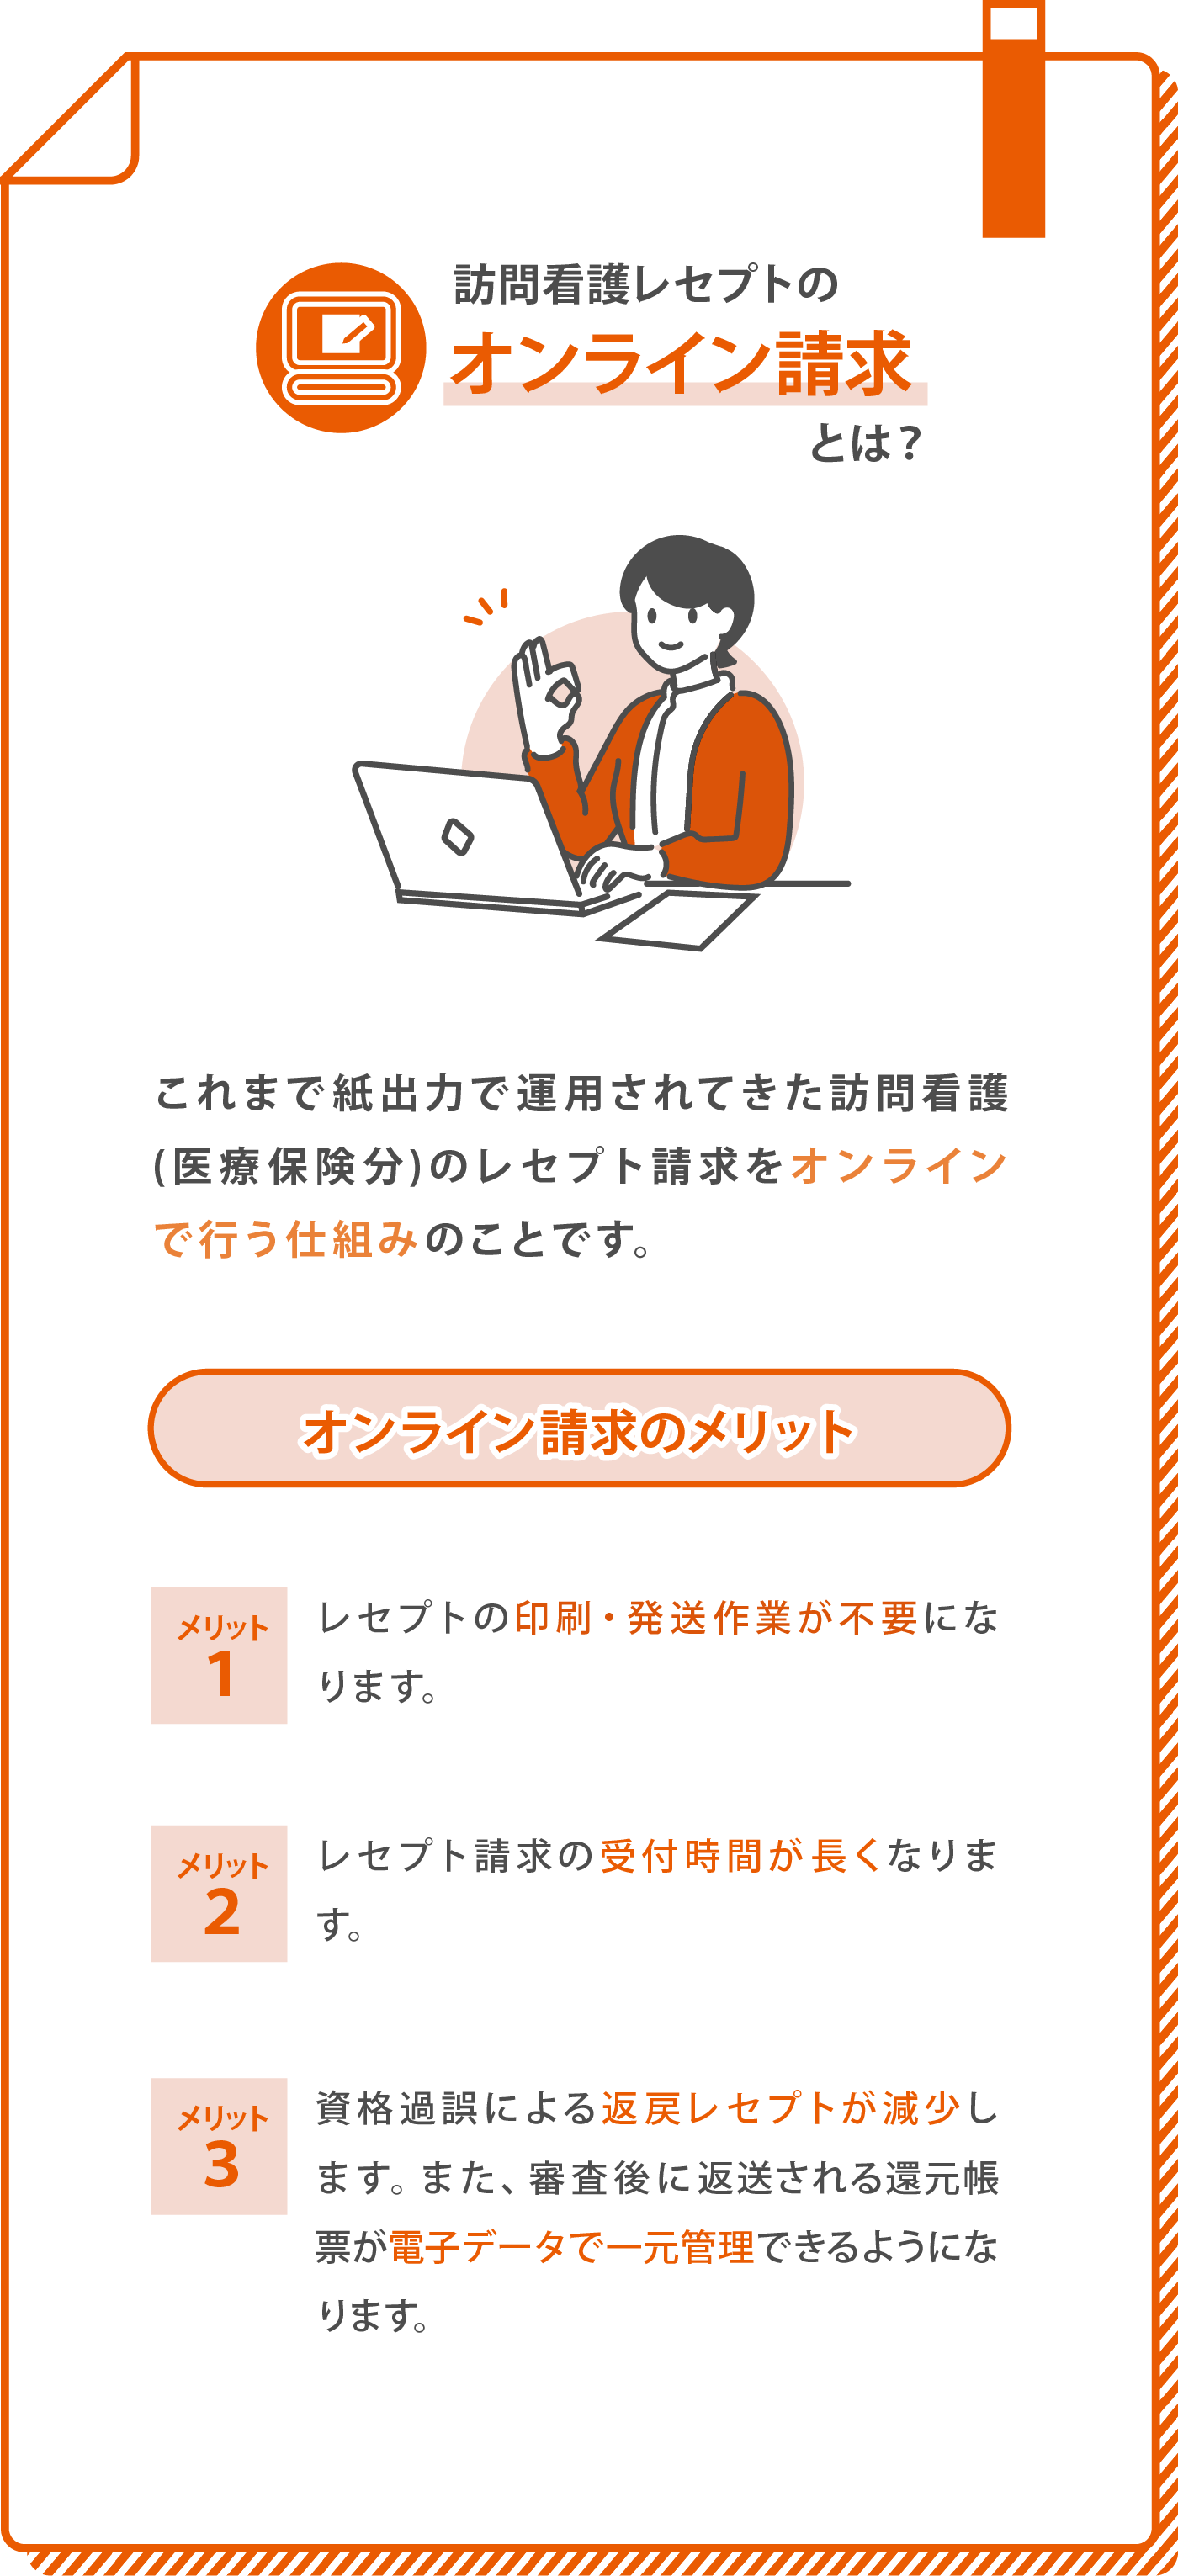 訪問看護レセプトの
オンライン請求
とは？
これまで紙出力で運用されてきた訪問看護
(医療保険分)のレセプト請求をオンライン
で行う仕組みのことです。
オンライン請求のメリット
メリット
1
レセプトの印刷・発送作業が不要にな
ります。
メリット
2
レセプト請求の受付時間が長くなりま
す。
メリット
3
資格過誤による返戻レセプトが減少し
ます。また、審査後に返送される還元帳
票が電子データで一元管理できるようにな
ります。